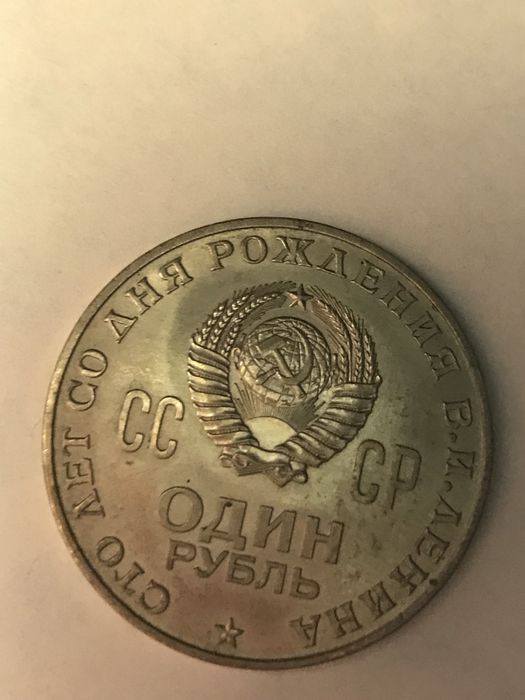 СТО ЛЕТ СО ДНЯ РОЖДЕНИЯ В.И.ЛЕНИНА
СС СР
ОДИН
РУБЛЬ